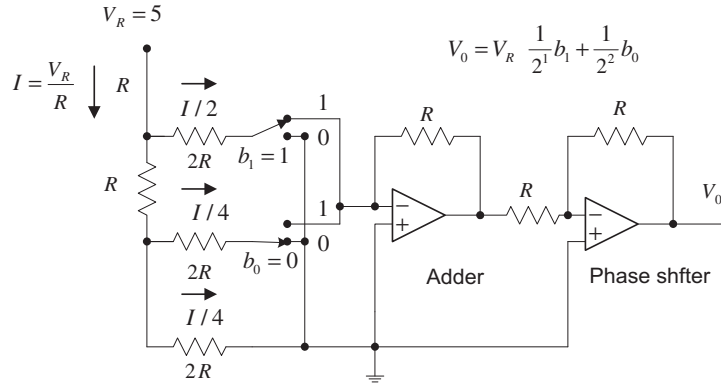 V_R = 5
V_0 = V_R 1/2^1 b_1 + 1/2^2 b_0
I = V_R/R
R
I / 2
1
0
2R
b_1 = 1
R
R
R
I / 4
1
0
2R
b_0 = 0
R
−
+
−
+
V_0
Adder
Phase shfter
I / 4
2R